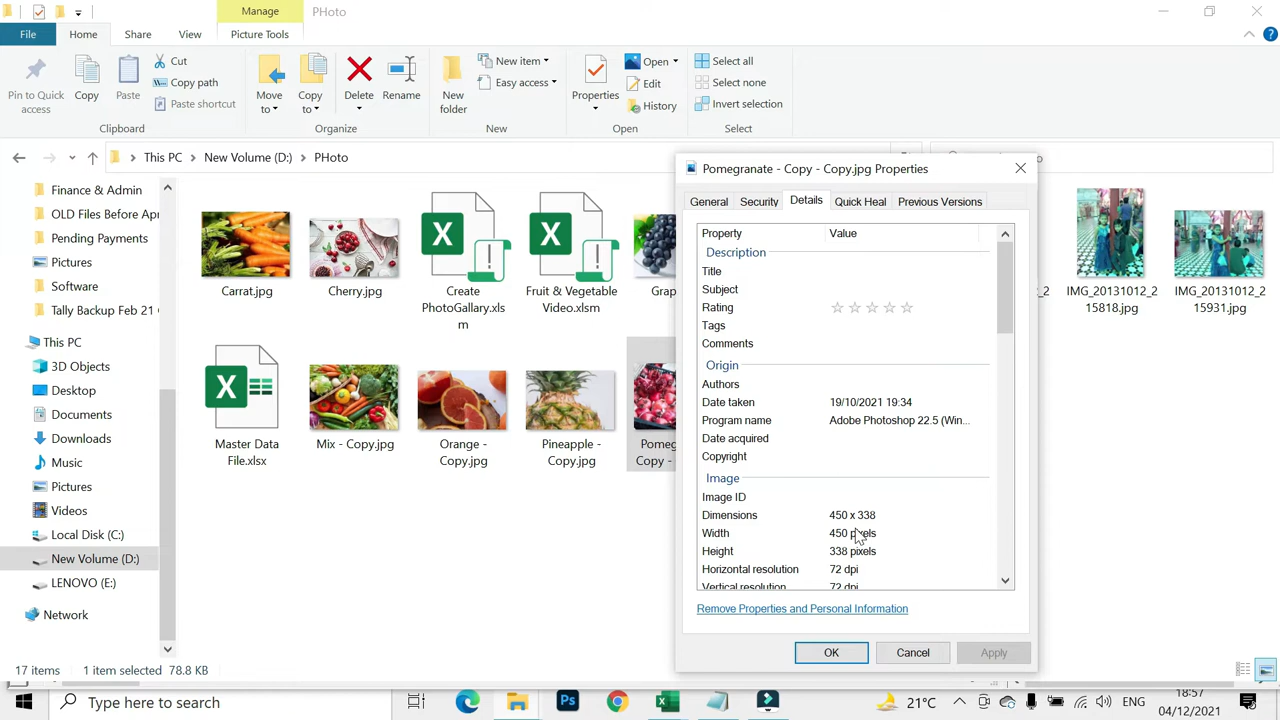 Manage
PHoto
File
Home
Share
View
Picture Tools
Pin to Quick access
Copy
Paste
Cut
Copy path
Paste shortcut
Move to
Copy to
Delete
Rename
New folder
New item
Easy access
Properties
Open
Edit
History
Select all
Select none
Invert selection
Clipboard
Organize
New
Open
Select
This PC
New Volume (D:)
PHoto
Finance & Admin
OLD Files Before Apr
Pending Payments
Pictures
Software
Tally Backup Feb 21
This PC
3D Objects
Desktop
Documents
Downloads
Music
Pictures
Videos
Local Disk (C:)
New Volume (D:)
LENOVO (E:)
Network
Carrat.jpg
Cherry.jpg
Create
PhotoGallary.xls
m
Fruit & Vegetable
Video.xlsm
Grap
IMG_20131012_2
15818.jpg
IMG_20131012_2
15931.jpg
Master Data
File.xlsx
Mix - Copy.jpg
Orange -
Copy.jpg
Pineapple -
Copy.jpg
Pomeg
Copy -
Pomegranate - Copy - Copy.jpg Properties
General
Security
Details
Quick Heal
Previous Versions
Property Value
Description
Title
Subject
Rating
Tags
Comments
Origin
Authors
Date taken 19/10/2021 19:34
Program name Adobe Photoshop 22.5 (Win...
Date acquired
Copyright
Image
Image ID
Dimensions 450 x 338
Width 450 pixels
Height 338 pixels
Horizontal resolution 72 dpi
Vertical resolution 72 dpi
Remove Properties and Personal Information
OK
Cancel
Apply
17 items 1 item selected 78.8 KB
Type here to search
Ps
21°C
ENG
18:57
04/12/2021